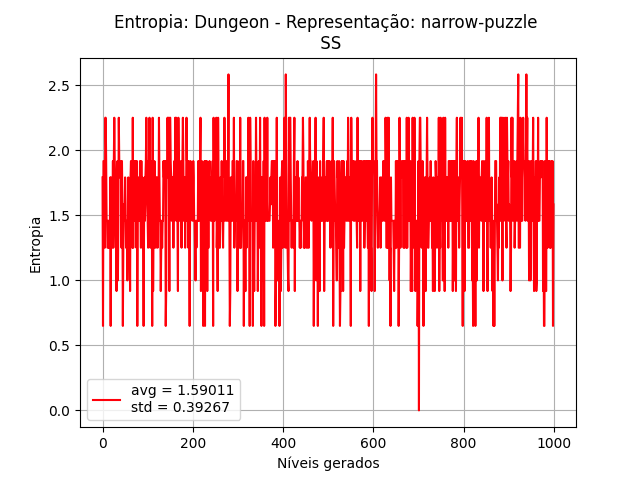 Entropia: Dungeon - Representação: narrow-puzzle
SS
Entropia
2.5
2.0
1.5
1.0
0.5
0.0
avg = 1.59011
std = 0.39267
0 200 400 600 800 1000
Níveis gerados